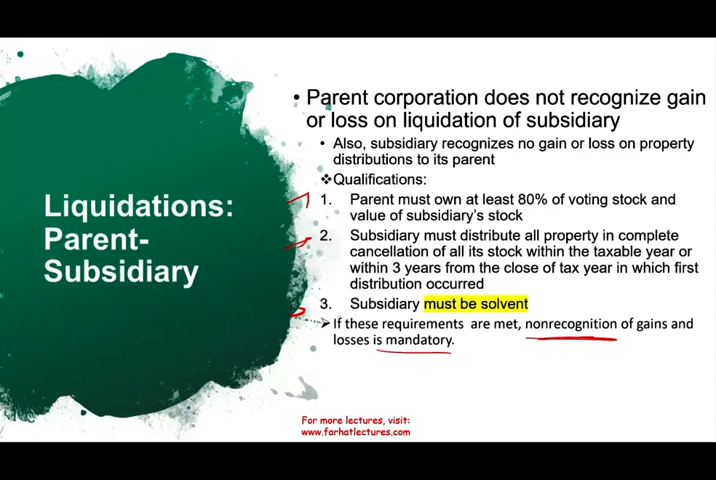 Liquidations:
Parent-
Subsidiary
• Parent corporation does not recognize gain
or loss on liquidation of subsidiary
• Also, subsidiary recognizes no gain or loss on property
distributions to its parent
❖Qualifications:
1. Parent must own at least 80% of voting stock and
value of subsidiary's stock
2. Subsidiary must distribute all property in complete
cancellation of all its stock within the taxable year or
within 3 years from the close of tax year in which first
distribution occurred
3. Subsidiary must be solvent
➢ If these requirements are met, nonrecognition of gains and
losses is mandatory.
For more lectures, visit:
www.farhatlectures.com